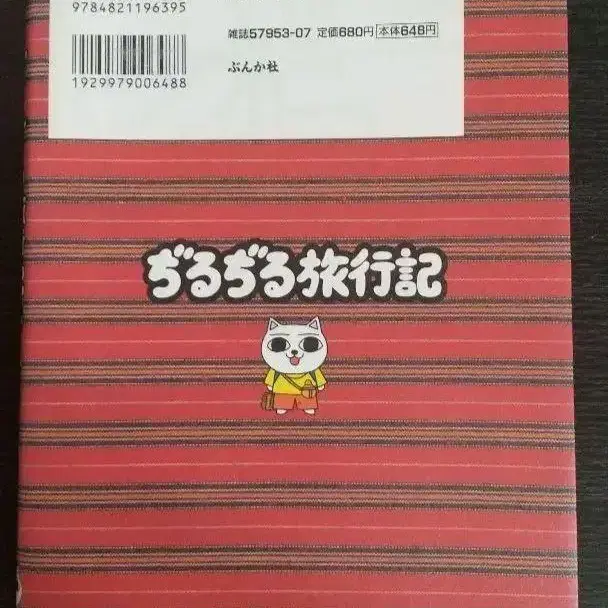 9784821196395
雑誌57953-07 定価680円 本体648円
1929979006488
ぶんか社
ぢるぢる旅行記